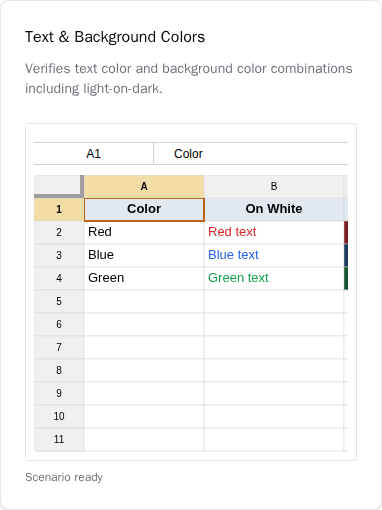 Text & Background Colors
Verifies text color and background color combinations
including light-on-dark.
A1 Color
A B
1 Color On White
2 Red Red text
3 Blue Blue text
4 Green Green text
5
6
7
8
9
10
11
Scenario ready